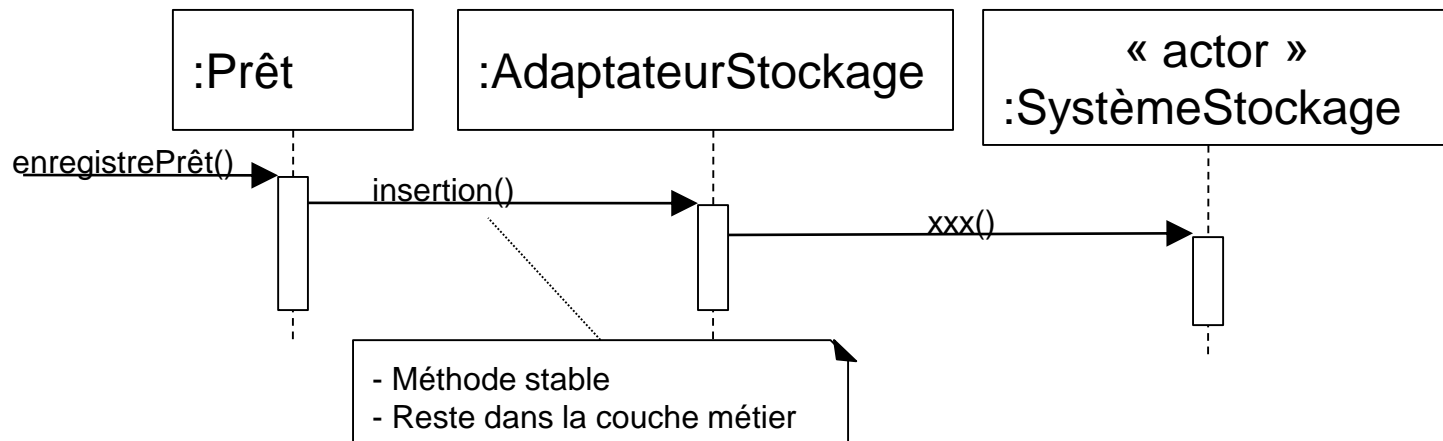 :Prêt
:AdaptateurStockage
« actor »
:SystèmeStockage
enregistrePrêt()
insertion()
xxx()
- Méthode stable
- Reste dans la couche métier